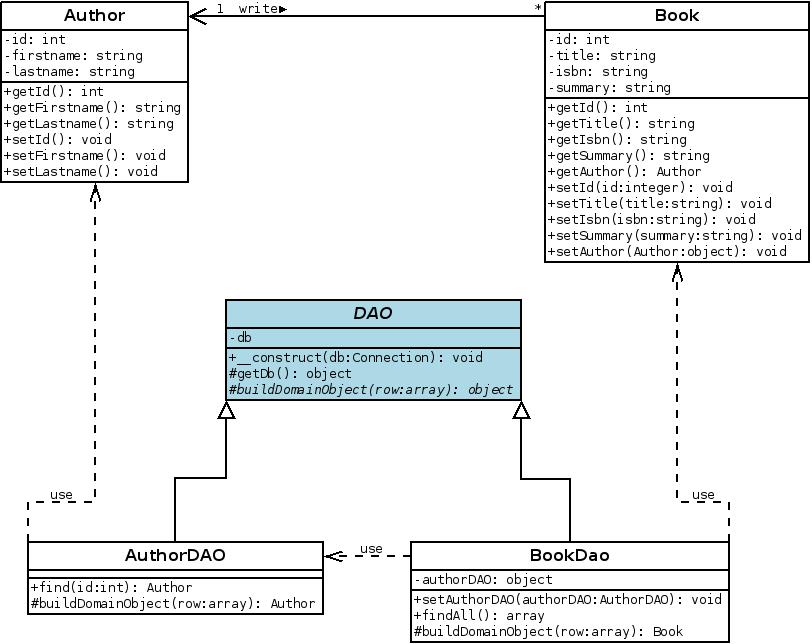 Author
-id: int
-firstname: string
-lastname: string
+getId(): int
+getFirstname(): string
+getLastname(): string
+setId(): void
+setFirstname(): void
+setLastname(): void
1 write▶ *
Book
-id: int
-title: string
-isbn: string
-summary: string
+getId(): int
+getTitle(): string
+getIsbn(): string
+getSummary(): string
+getAuthor(): Author
+setId(id:integer): void
+setTitle(title:string): void
+setIsbn(isbn:string): void
+setSummary(summary:string): void
+setAuthor(Author:object): void
DAO
-db
+__construct(db:Connection): void
#getDb(): object
#buildDomainObject(row:array): object
use
use
AuthorDAO
+find(id:int): Author
#buildDomainObject(row:array): Author
use
BookDao
-authorDAO: object
+setAuthorDAO(authorDAO:AuthorDAO): void
+findAll(): array
#buildDomainObject(row:array): Book